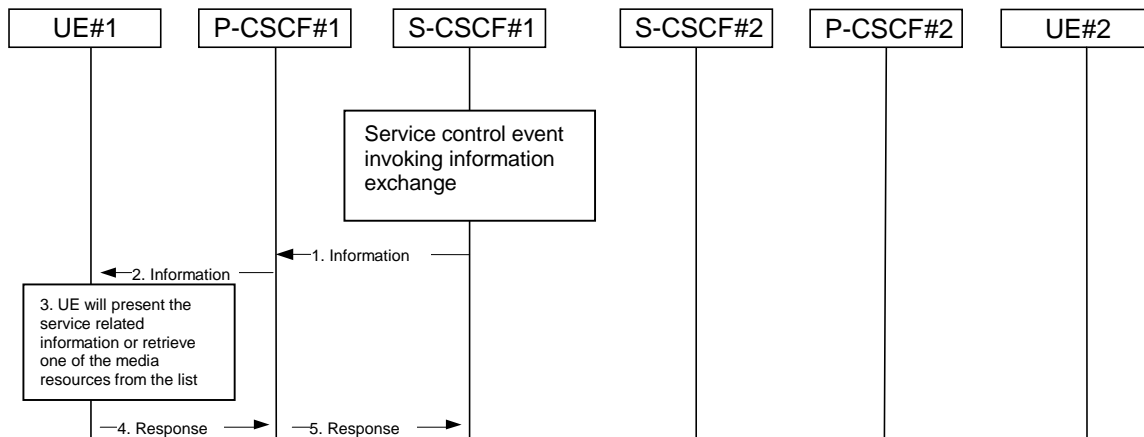 UE#1
P-CSCF#1
S-CSCF#1
S-CSCF#2
P-CSCF#2
UE#2
Service control event
invoking information
exchange
1. Information
2. Information
3. UE will present the
service related
information or retrieve
one of the media
resources from the list
4. Response
5. Response